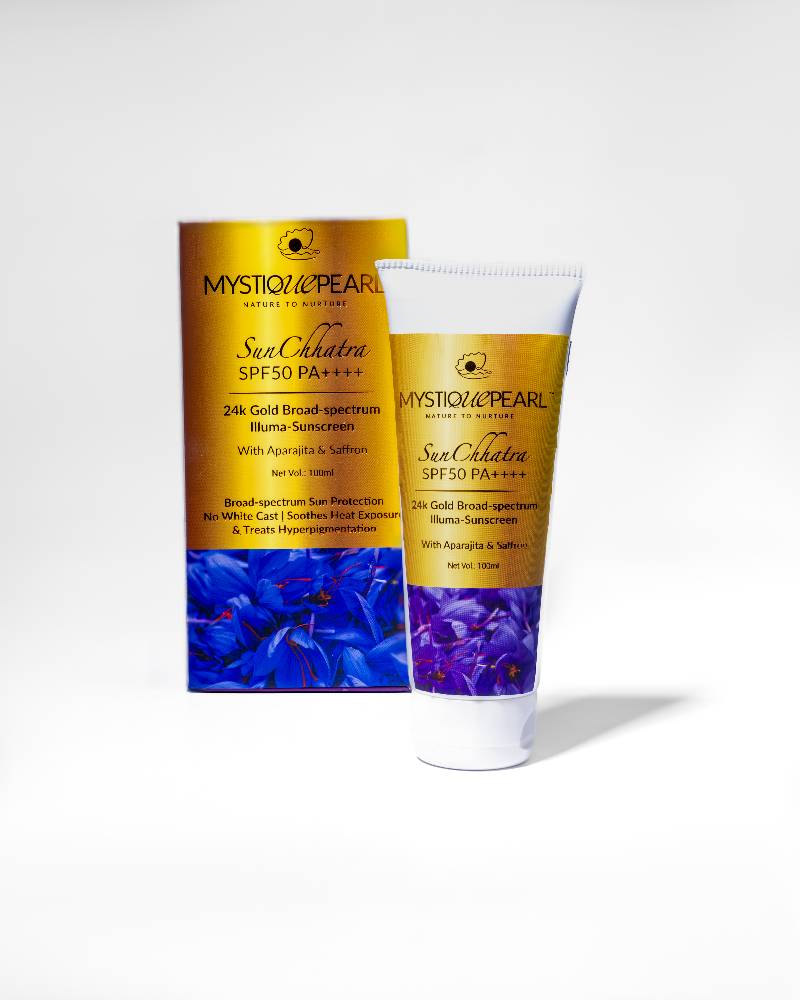 MYSTIQUEPEARL
NATURE TO NURTURE
SunChhatra
SPF50 PA++++
24k Gold Broad-spectrum
Illuma-Sunscreen
With Aparajita & Saffron
Net Vol.: 100ml
Broad-spectrum Sun Protection
No White Cast | Soothes Heat Exposure
& Treats Hyperpigmentation
MYSTIQUEPEARL™
NATURE TO NURTURE
SunChhatra
SPF50 PA++++
24k Gold Broad-spectrum
Illuma-Sunscreen
With Aparajita & Saffron
Net Vol.: 100ml